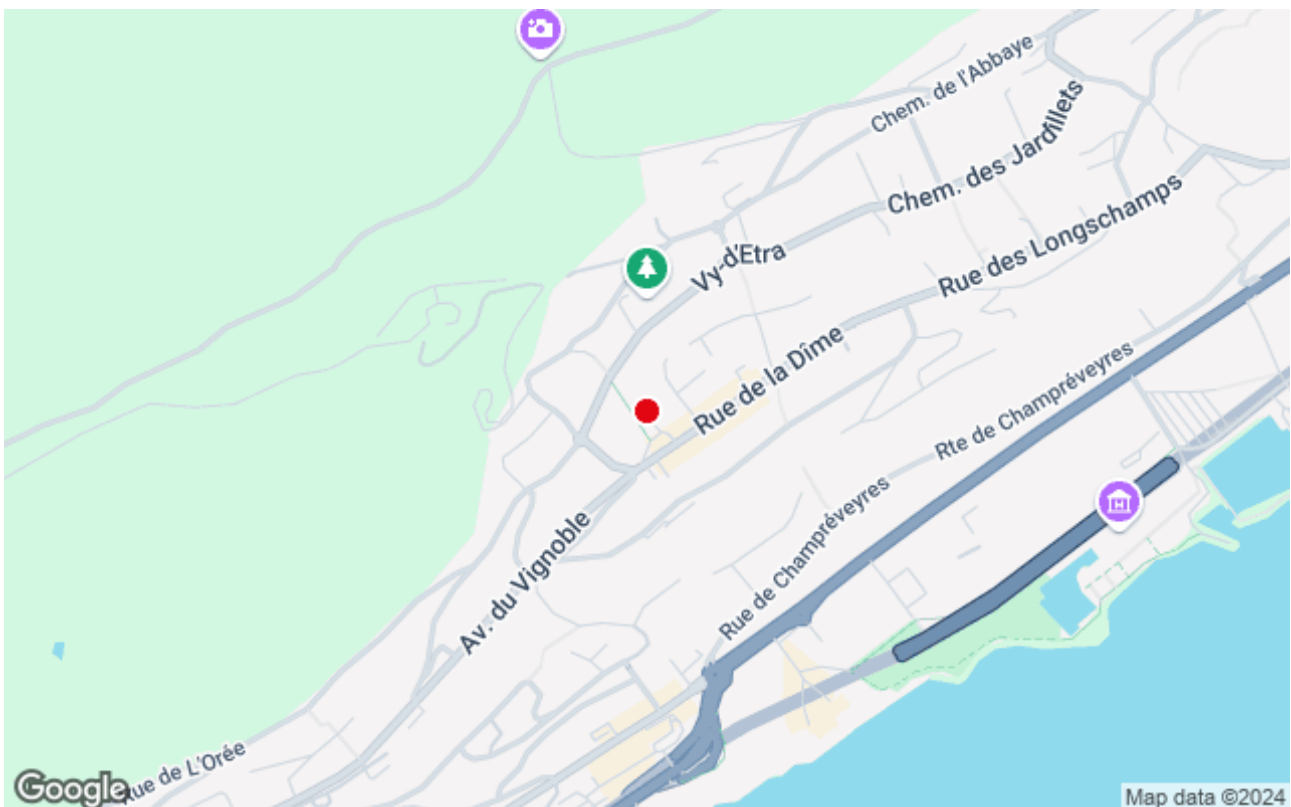 Chem. de l'Abbaye
Chem. des Jardillets
Vy-d'Etra
Rue des Longschamps
Rue de la Dîme
Rte de Champréveyres
Rue de Champréveyres
Av. du Vignoble
Rue de L'Orée
Google
Map data ©2024